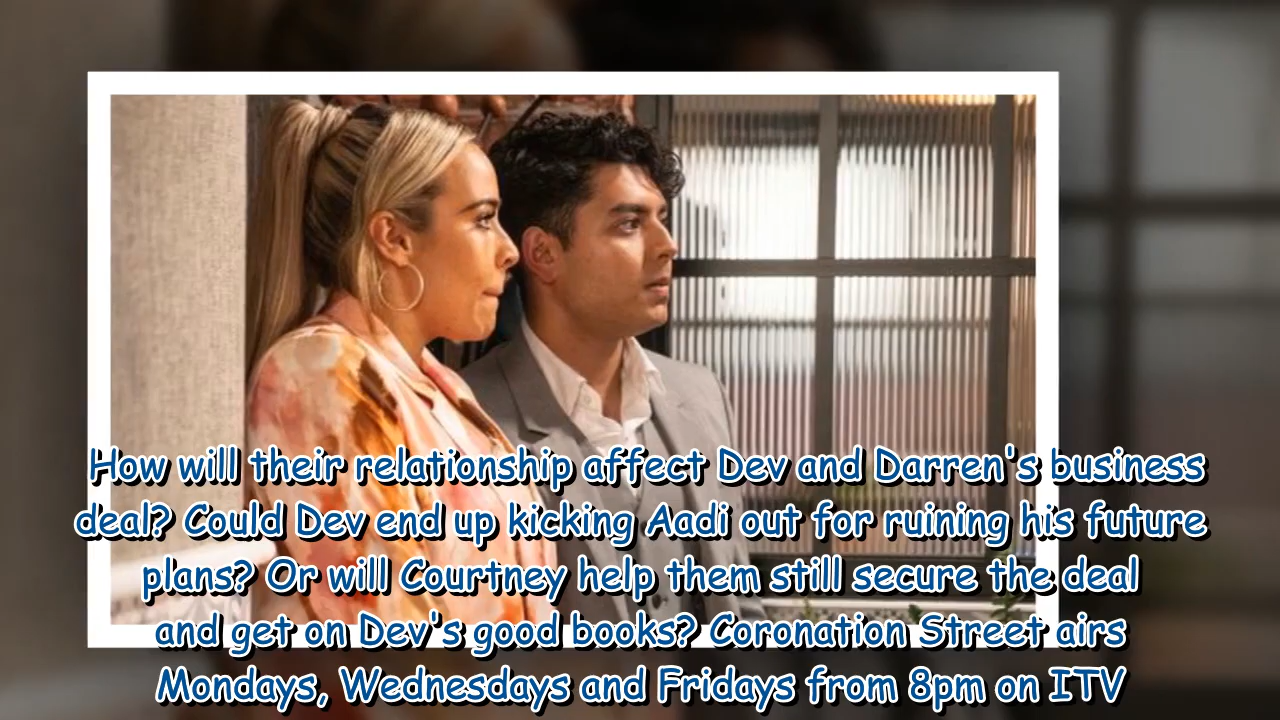 How will their relationship affect Dev and Darren's business
deal? Could Dev end up kicking Aadi out for ruining his future
plans? Or will Courtney help them still secure the deal
and get on Dev's good books? Coronation Street airs
Mondays, Wednesdays and Fridays from 8pm on ITV